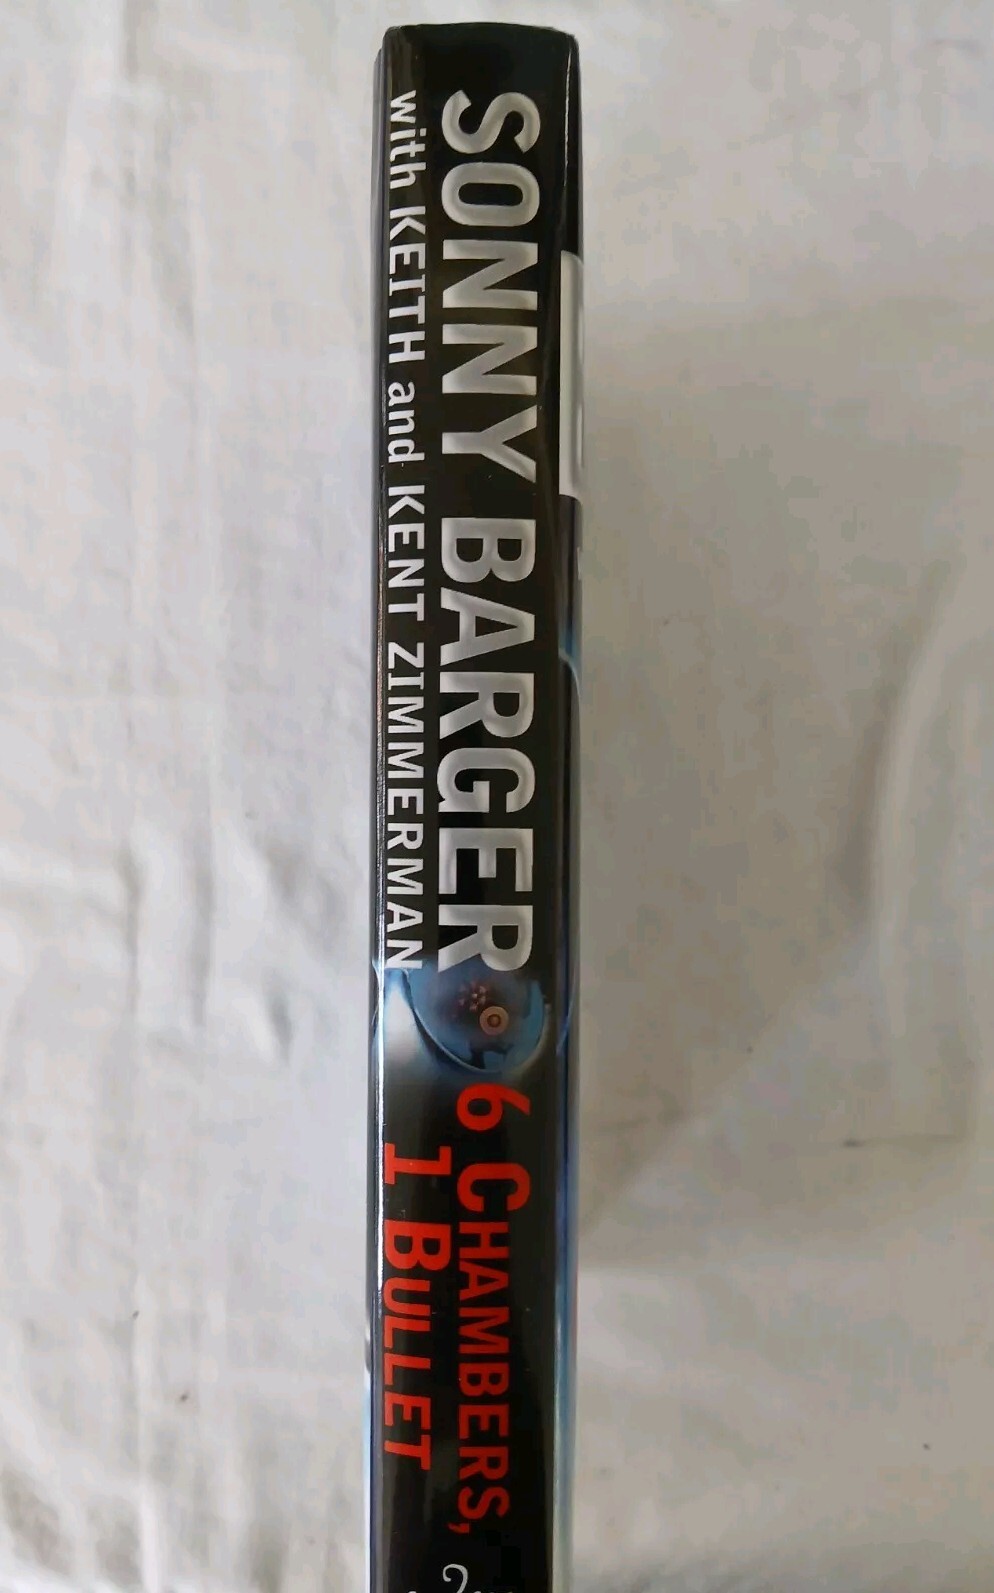 SONNY BARGER
with KEITH and KENT ZIMMERMAN
6 CHAMBERS,
1 BULLET